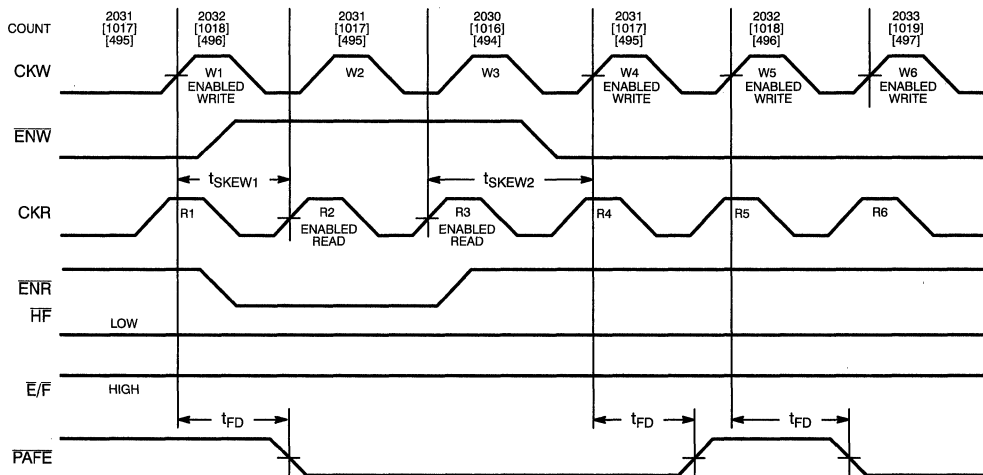 COUNT
2031 [1017] [495]
2032 [1018] [496]
2031 [1017] [495]
2030 [1016] [494]
2031 [1017] [495]
2032 [1018] [496]
2033 [1019] [497]
CKW
W1 ENABLED WRITE
W2
W3
W4 ENABLED WRITE
W5 ENABLED WRITE
W6 ENABLED WRITE
ENW
tSKEW1
tSKEW2
CKR
R1
R2 ENABLED READ
R3 ENABLED READ
R4
R5
R6
ENR
HF
LOW
E/F
HIGH
tFD
tFD
tFD
PAFE